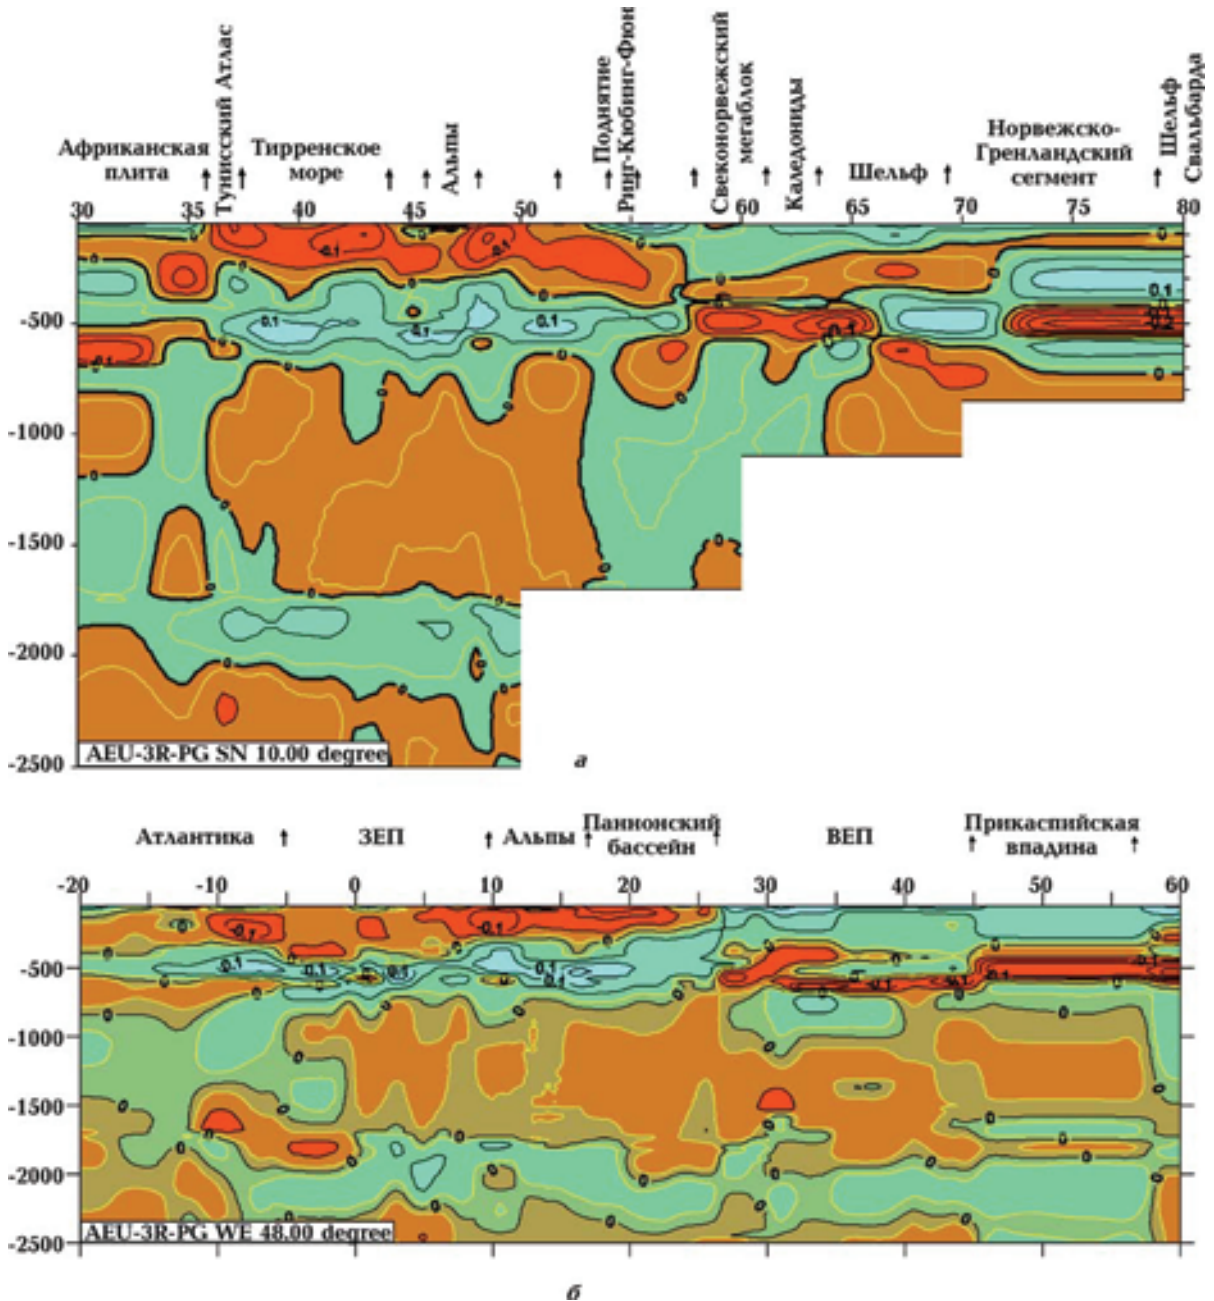 Тунисский Атлас
Поднятие
Ринг-Кюбинг-Фюн
Свеконорвежский
мегаблок
Каледониды
Шельф
Свальбарда
Африканская
плита
Тирренское
море
Альпы
Шельф
Норвежско-
Гренландский
сегмент
30 35 40 45 50 60 65 70 75 80
-500
-1000
-1500
-2000
-2500
AEU-3R-PG SN 10.00 degree
а
Атлантика ЗЕП Альпы Паннонский
бассейн ВЕП Прикаспийская
впадина
-20 -10 0 10 20 30 40 50 60
-500
-1000
-1500
-2000
-2500
AEU-3R-PG WE 48.00 degree
б